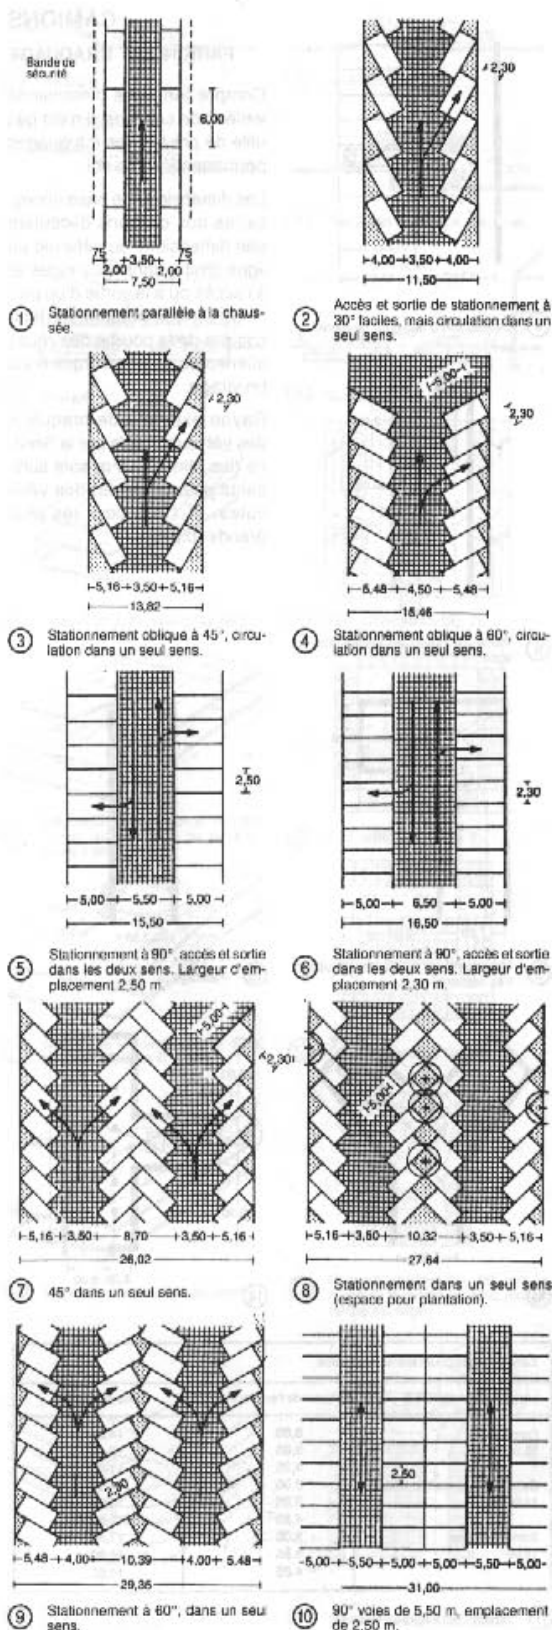 Bande de
sécurité
6,00
75 3,50 75
2,00 2,00
7,50
① Stationnement parallèle à la chaus-
sée.
2,30
4,00 3,50 4,00
11,50
② Accès et sortie de stationnement à
30° faciles, mais circulation dans un
seul sens.
2,30
5,16 3,50 5,16
13,82
③ Stationnement oblique à 45°, circu-
lation dans un seul sens.
5,00
2,30
5,48 4,50 5,48
15,46
④ Stationnement oblique à 60°, circu-
lation dans un seul sens.
2,50
5,00 5,50 5,00
15,50
⑤ Stationnement à 90°, accès et sortie
dans les deux sens. Largeur d'em-
placement 2,50 m.
2,30
5,00 6,50 5,00
16,50
⑥ Stationnement à 90°, accès et sortie
dans les deux sens. Largeur d'em-
placement 2,30 m.
5,00
2,30
5,16 3,50 8,70 3,50 5,16
26,02
⑦ 45° dans un seul sens.
5,00
5,16 3,50 10,32 3,50 5,16
27,64
⑧ Stationnement dans un seul sens
(espace pour plantation).
2,30
5,48 4,00 10,39 4,00 5,48
29,35
⑨ Stationnement à 60°, dans un seul
sens.
2,50
5,00 5,50 5,00 5,00 5,50 5,00
31,00
⑩ 90° voies de 5,50 m, emplacement
de 2,50 m.